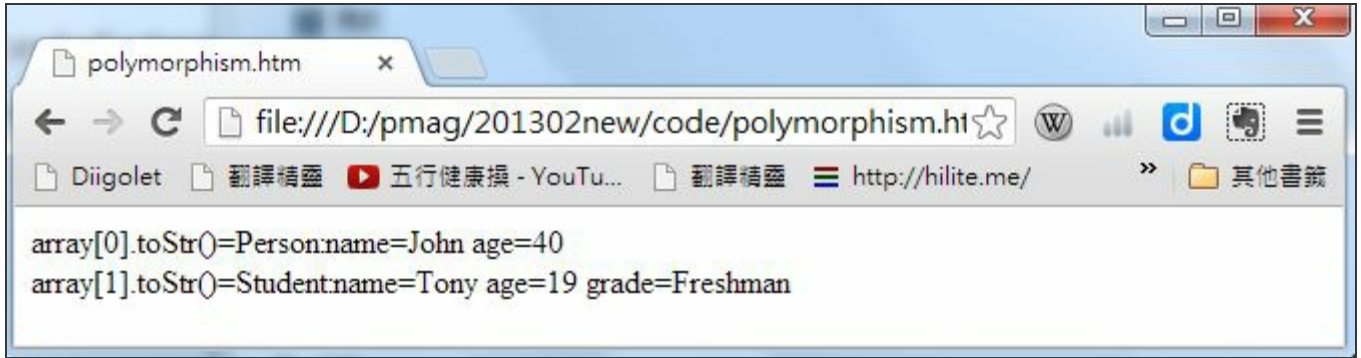 polymorphism.htm
file:///D:/pmag/201302new/code/polymorphism.ht
W
d
Diigolet 翻譯精靈 五行健康操 - YouTu... 翻譯精靈 http://hilite.me/ » 其他書籤
array[0].toStr()=Person:name=John age=40
array[1].toStr()=Student:name=Tony age=19 grade=Freshman